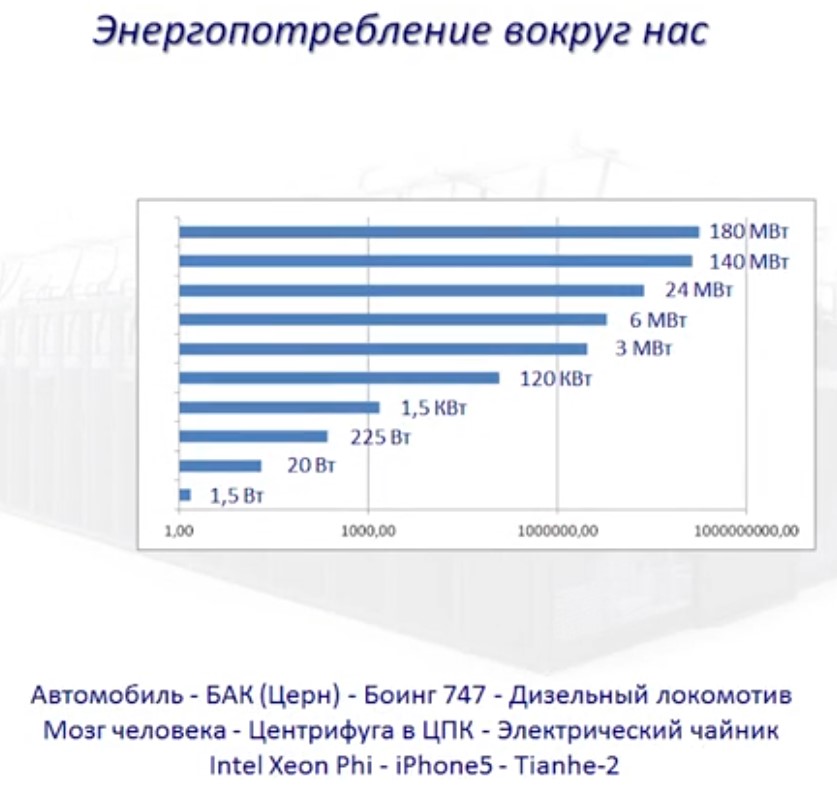 Энергопотребление вокруг нас
180 МВт
140 МВт
24 МВт
6 МВт
3 МВт
120 КВт
1,5 КВт
225 Вт
20 Вт
1,5 Вт
1,00 1000,00 1000000,00 1000000000,00
Автомобиль - БАК (Церн) - Боинг 747 - Дизельный локомотив
Мозг человека - Центрифуга в ЦПК - Электрический чайник
Intel Xeon Phi - iPhone5 - Tianhe-2